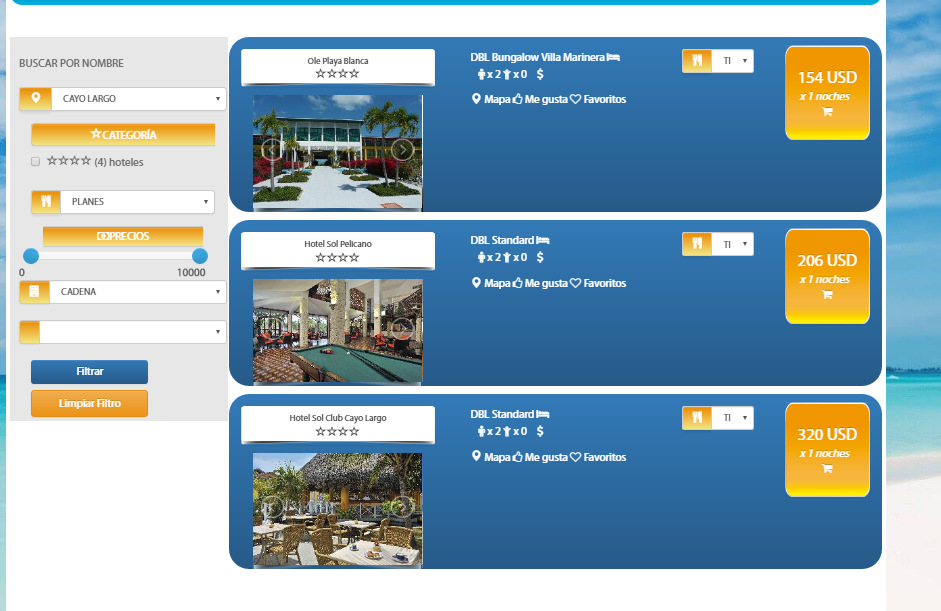 BUSCAR POR NOMBRE
CAYO LARGO
CATEGORÍA
(4) hoteles
PLANES
PRECIOS
0
10000
CADENA
Filtrar
Limpiar Filtro
Ole Playa Blanca
DBL Bungalow Villa Marinera
x 2 x 0 $
Mapa Me gusta Favoritos
TI
154 USD
x 1 noches
Hotel Sol Pelicano
DBL Standard
x 2 x 0 $
Mapa Me gusta Favoritos
TI
206 USD
x 1 noches
Hotel Sol Club Cayo Largo
DBL Standard
x 2 x 0 $
Mapa Me gusta Favoritos
TI
320 USD
x 1 noches